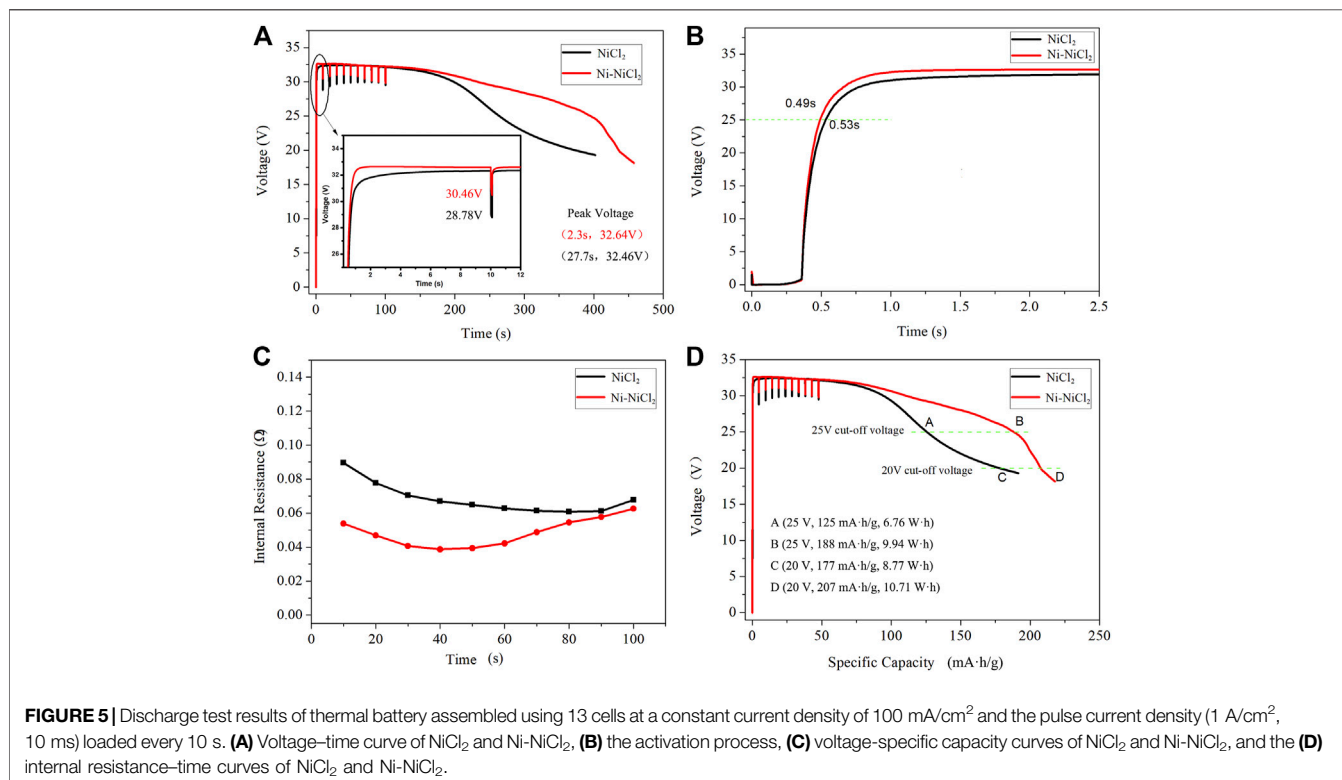 A
35
30
25
20
15
10
5
0
Voltage (V)
0
100
200
300
400
500
Time (s)
NiCl₂
Ni-NiCl₂
34
33
32
30
28
26
Voltage (V)
2
4
6
8
10
12
Time (s)
30.46V
28.78V
Peak Voltage
（2.3s，32.64V）
（27.7s，32.46V）
B
35
30
25
20
15
10
5
0
Voltage (V)
0.0
0.5
1.0
1.5
2.0
2.5
Time (s)
NiCl₂
Ni-NiCl₂
0.49s
0.53s
C
0.14
0.12
0.10
0.08
0.06
0.04
0.02
0.00
Internal Resistance (Ω)
0
20
40
60
80
100
Time (s)
NiCl₂
Ni-NiCl₂
D
35
30
25
20
15
10
5
0
Voltage （V）
0
50
100
150
200
250
Specific Capacity (mA·h/g)
NiCl₂
Ni-NiCl₂
A
B
25V cut-off voltage
20V cut-off voltage
C
D
A (25 V, 125 mA·h/g, 6.76 W·h)
B (25 V, 188 mA·h/g, 9.94 W·h)
C (20 V, 177 mA·h/g, 8.77 W·h)
D (20 V, 207 mA·h/g, 10.71 W·h)
FIGURE 5 | Discharge test results of thermal battery assembled using 13 cells at a constant current density of 100 mA/cm² and the pulse current density (1 A/cm²,
10 ms) loaded every 10 s. (A) Voltage–time curve of NiCl₂ and Ni-NiCl₂, (B) the activation process, (C) voltage-specific capacity curves of NiCl₂ and Ni-NiCl₂, and the (D)
internal resistance–time curves of NiCl₂ and Ni-NiCl₂.